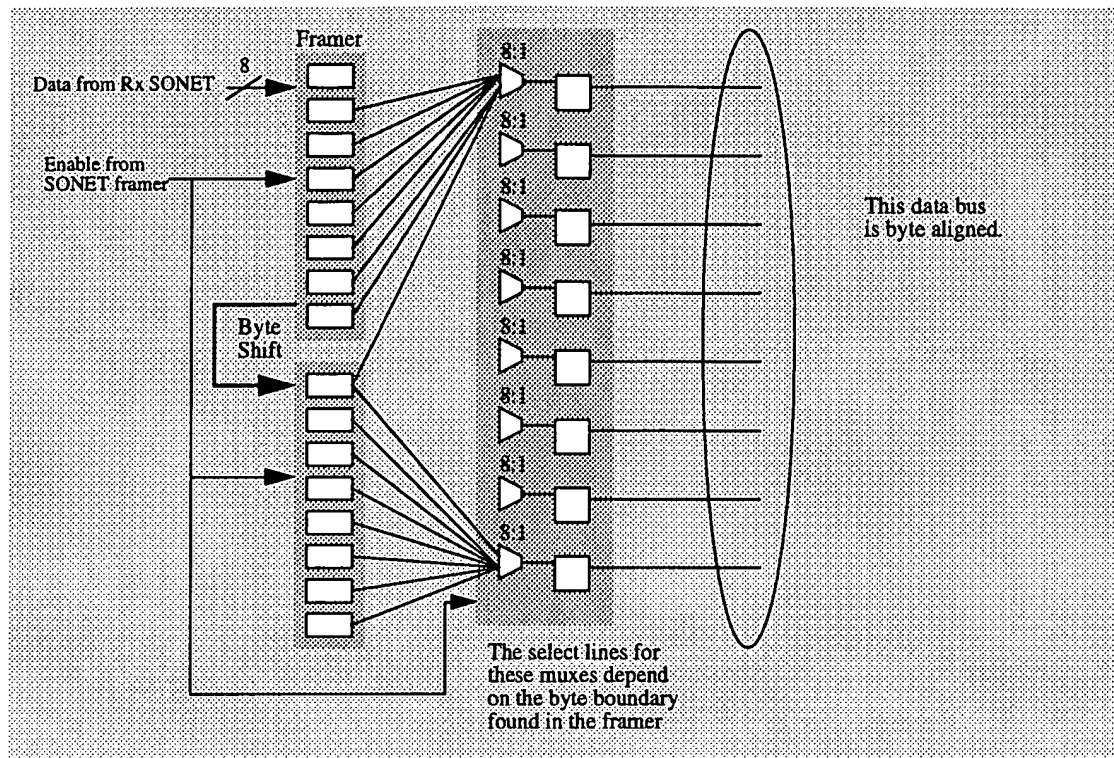 Framer
8
Data from Rx SONET
Enable from
SONET framer
Byte
Shift
8:1
8:1
8:1
8:1
8:1
8:1
8:1
8:1
This data bus
is byte aligned.
The select lines for
these muxes depend
on the byte boundary
found in the framer